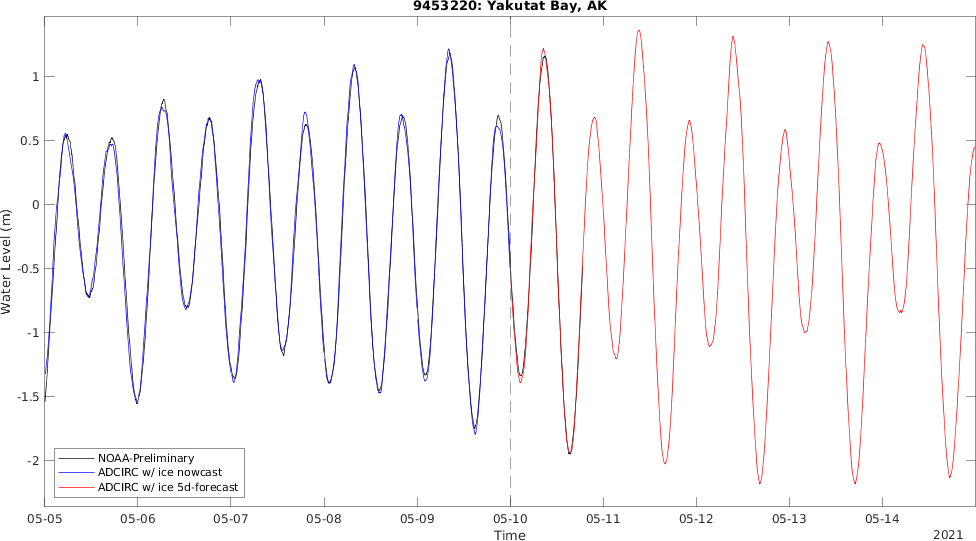 9453220: Yakutat Bay, AK
Water Level (m)
1
0.5
0
-0.5
-1
-1.5
-2
NOAA-Preliminary
ADCIRC w/ ice nowcast
ADCIRC w/ ice 5d-forecast
05-05 05-06 05-07 05-08 05-09 05-10 05-11 05-12 05-13 05-14
Time
2021